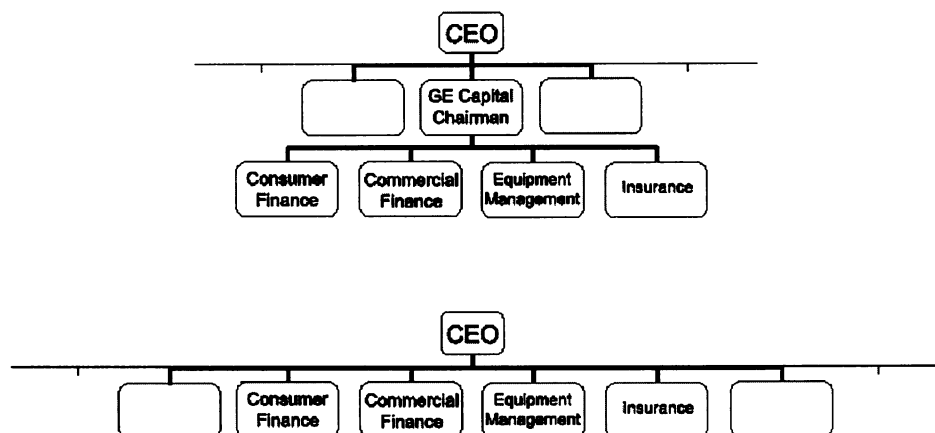 CEO
GE Capital
Chairman
Consumer
Finance
Commercial
Finance
Equipment
Management
Insurance
CEO
Consumer
Finance
Commercial
Finance
Equipment
Management
Insurance